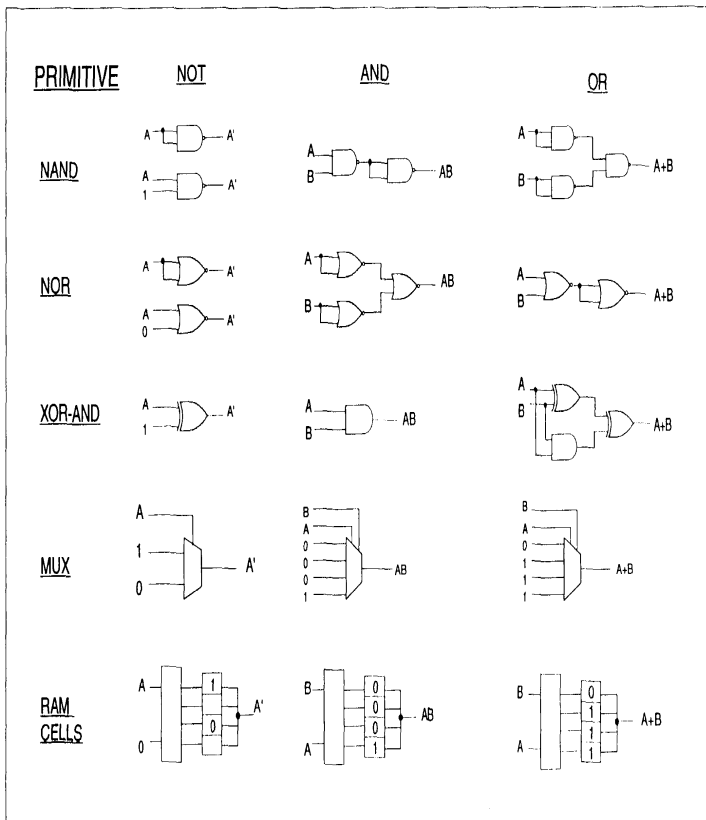 PRIMITIVE NOT AND OR
NAND
A A'
A 1 A'
A B AB
A B A+B
NOR
A A'
A 0 A'
A B AB
A B A+B
XOR-AND
A 1 A'
A B AB
A B A+B
MUX
A 1 0 A'
B A 0 0 0 1 AB
B A 0 1 1 1 A+B
RAM CELLS
A 0 1 0 A'
B A 0 0 0 1 AB
B A 0 1 1 1 A+B